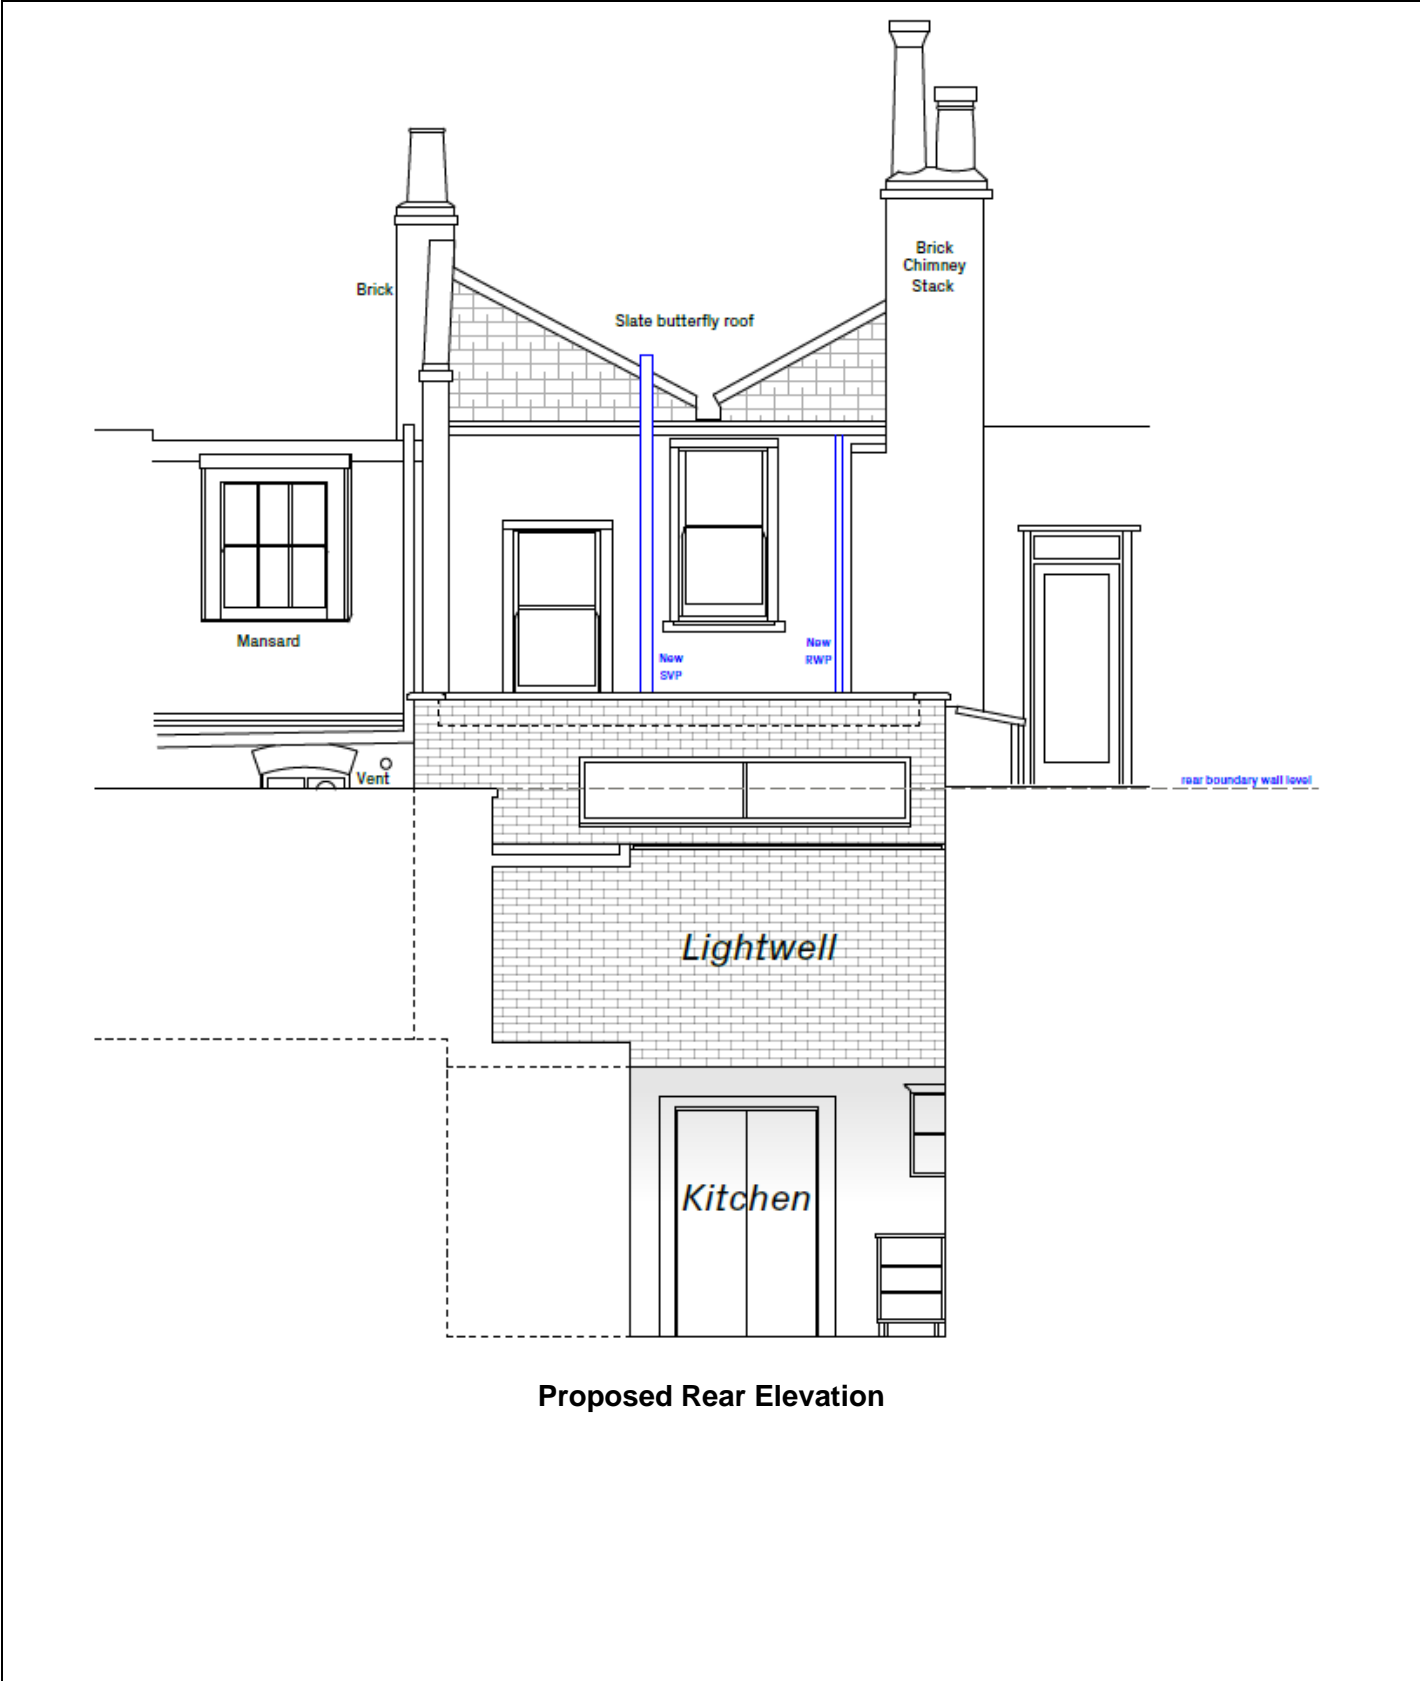 Brick
Chimney
Stack
Brick
Slate butterfly roof
Mansard
New
SVP
New
RWP
Vent
rear boundary wall level
Lightwell
Kitchen
Proposed Rear Elevation